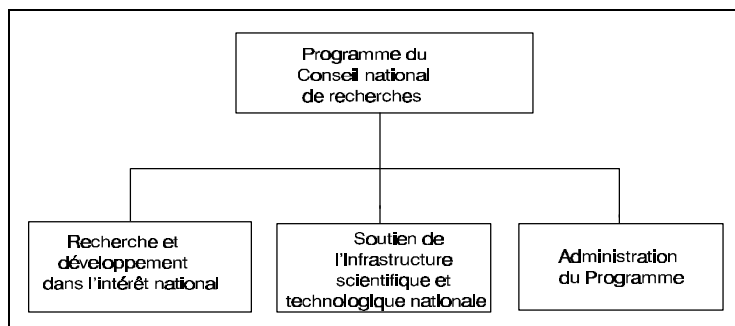 Programme du
Conseil national
de recherches
Recherche et
développement
dans l'intérêt national
Soutien de
l'Infrastructure
scientifique et
technologique nationale
Administration
du Programme